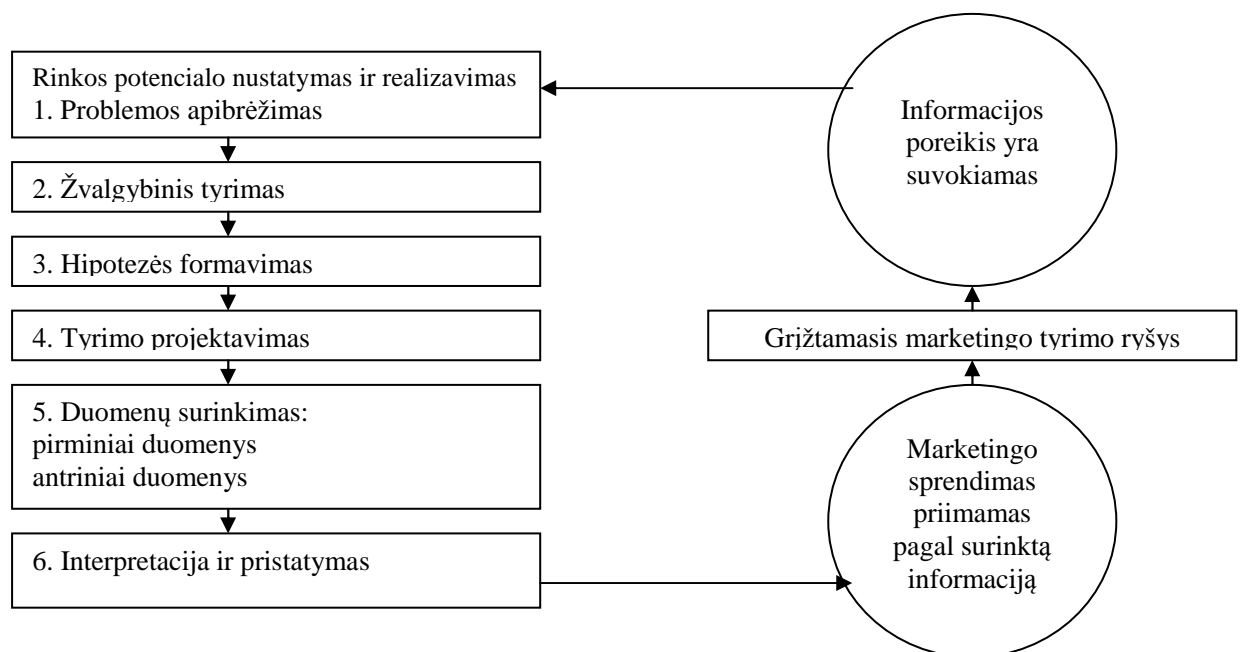 Rinkos potencialo nustatymas ir realizavimas
1. Problemos apibrėžimas
2. Žvalgybinis tyrimas
3. Hipotezės formavimas
4. Tyrimo projektavimas
5. Duomenų surinkimas:
pirminiai duomenys
antriniai duomenys
6. Interpretacija ir pristatymas
Informacijos
poreikis yra
suvokiamas
Grįžtamasis marketingo tyrimo ryšys
Marketingo
sprendimas
priimamas
pagal surinktą
informaciją